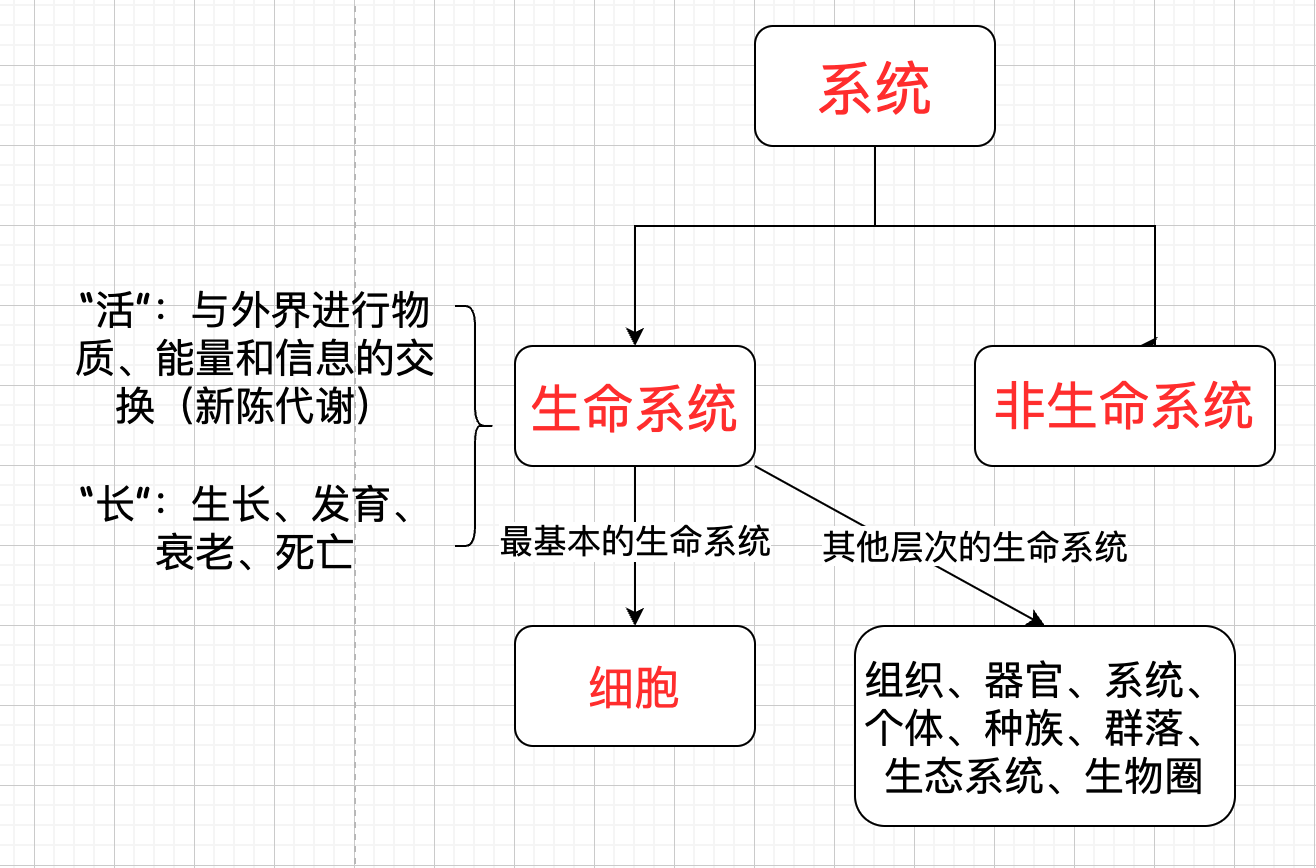 系统
“活”：与外界进行物
质、能量和信息的交
换（新陈代谢）
“长”：生长、发育、
衰老、死亡
生命系统
非生命系统
最基本的生命系统
其他层次的生命系统
细胞
组织、器官、系统、
个体、种族、群落、
生态系统、生物圈